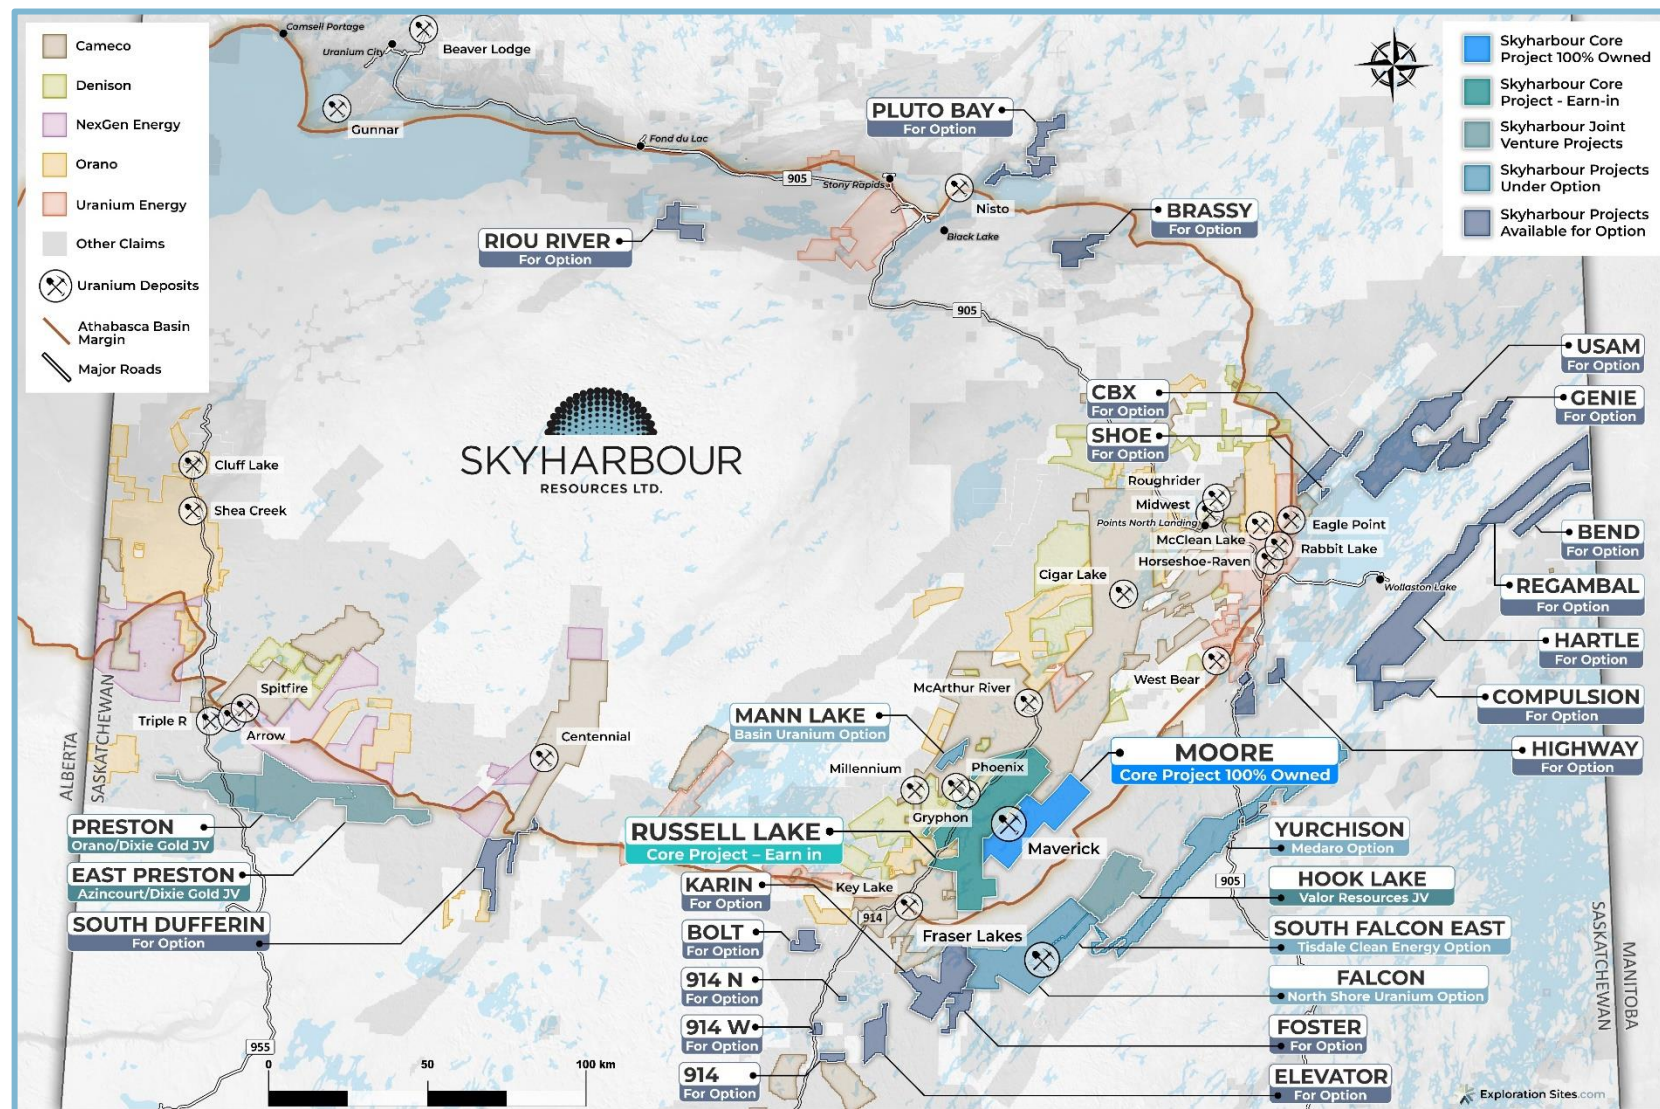 Cameco
Denison
NexGen Energy
Orano
Uranium Energy
Other Claims
Uranium Deposits
Athabasca Basin
Margin
Major Roads
Skyharbour Core
Project 100% Owned
Skyharbour Core
Project - Earn-in
Skyharbour Joint
Venture Projects
Skyharbour Projects
Under Option
Skyharbour Projects
Available for Option
Camsell Portage
Uranium City
Beaver Lodge
Gunnar
Fond du Lac
905
Stony Rapids
PLUTO BAY
For Option
Nisto
Black Lake
BRASSY
For Option
RIOU RIVER
For Option
905
SKYHARBOUR
RESOURCES LTD.
USAM
For Option
GENIE
For Option
CBX
For Option
SHOE
For Option
Cluff Lake
Shea Creek
Roughrider
Midwest
Points North Landing
McClean Lake
Eagle Point
Rabbit Lake
Horseshoe-Raven
Cigar Lake
Wollaston Lake
BEND
For Option
REGAMBAL
For Option
HARTLE
For Option
COMPULSION
For Option
HIGHWAY
For Option
West Bear
McArthur River
MANN LAKE
Basin Uranium Option
MOORE
Core Project 100% Owned
Millennium
Phoenix
Gryphon
Maverick
RUSSELL LAKE
Core Project – Earn in
Spitfire
Triple R
Arrow
Centennial
ALBERTA
SASKATCHEWAN
PRESTON
Orano/Dixie Gold JV
EAST PRESTON
Azincourt/Dixie Gold JV
SOUTH DUFFERIN
For Option
KARIN
For Option
Key Lake
914
BOLT
For Option
914 N
For Option
914 W
For Option
914
For Option
Fraser Lakes
905
YURCHISON
Medaro Option
HOOK LAKE
Valor Resources JV
SOUTH FALCON EAST
Tisdale Clean Energy Option
FALCON
North Shore Uranium Option
FOSTER
For Option
ELEVATOR
For Option
SASKATCHEWAN
MANITOBA
955
0
50
100 km
Exploration Sites.com